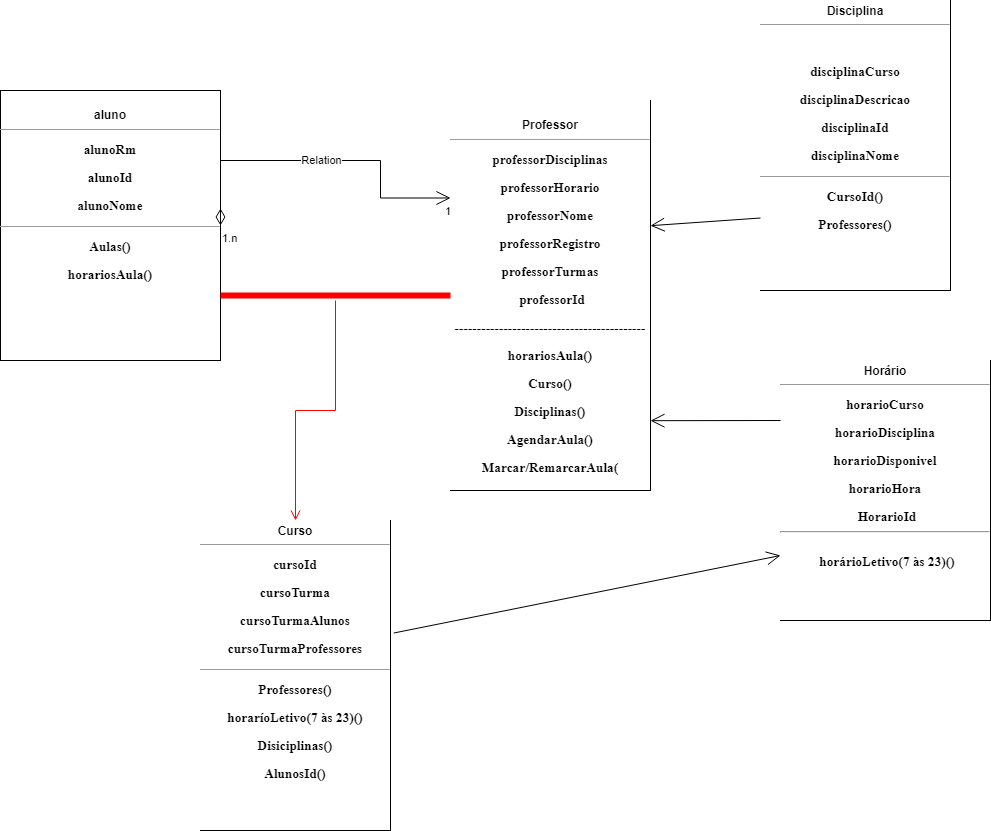 Disciplina
disciplinaCurso
disciplinaDescricao
disciplinaId
disciplinaNome
CursoId()
Professores()
aluno
alunoRm
alunoId
alunoNome
Aulas()
horariosAula()
Relation
1
1.n
Professor
professorDisciplinas
professorHorario
professorNome
professorRegistro
professorTurmas
professorId
horariosAula()
Curso()
Disciplinas()
AgendarAula()
Marcar/RemarcarAula(
Horário
horarioCurso
horarioDisciplina
horarioDisponivel
horarioHora
HorarioId
horárioLetivo(7 às 23)()
Curso
cursoId
cursoTurma
cursoTurmaAlunos
cursoTurmaProfessores
Professores()
horaríoLetivo(7 às 23)()
Disiciplinas()
AlunosId()